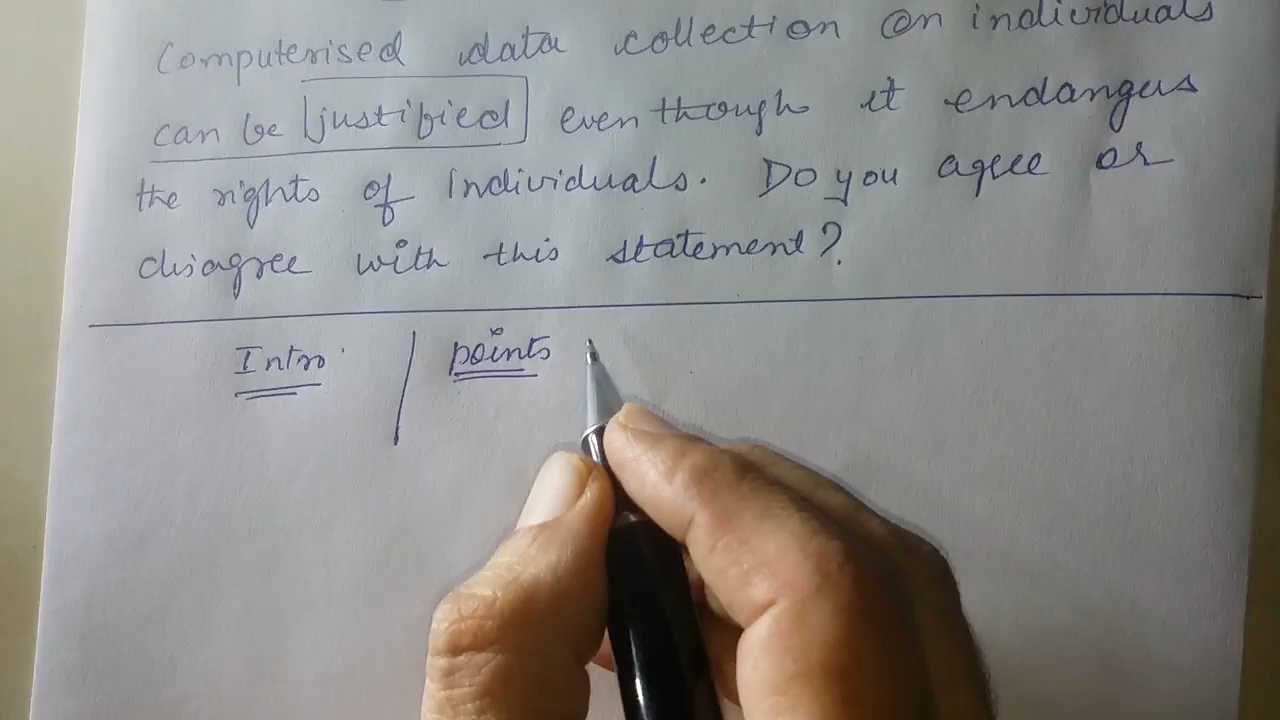 Computerised data collection on individuals
can be justified even though it endangers
the rights of individuals. Do you agree or
disagree with this statement?
Intro points